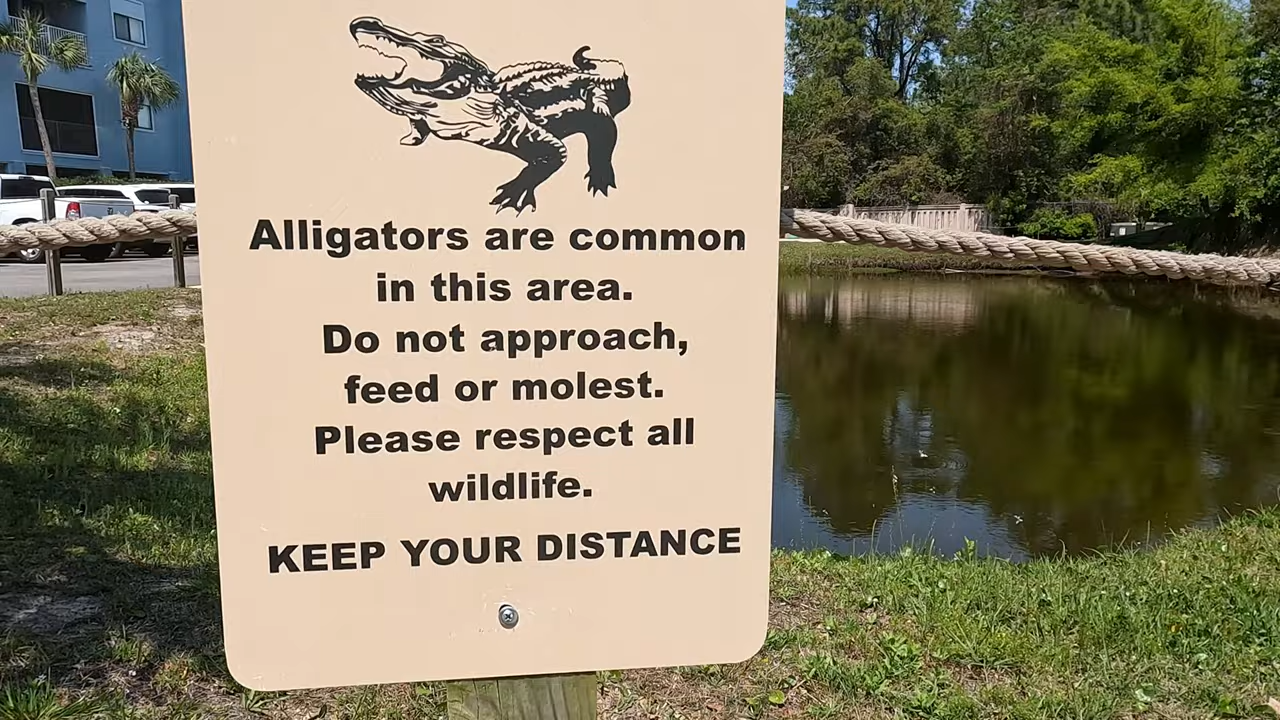 Alligators are common
in this area.
Do not approach,
feed or molest.
Please respect all
wildlife.
KEEP YOUR DISTANCE